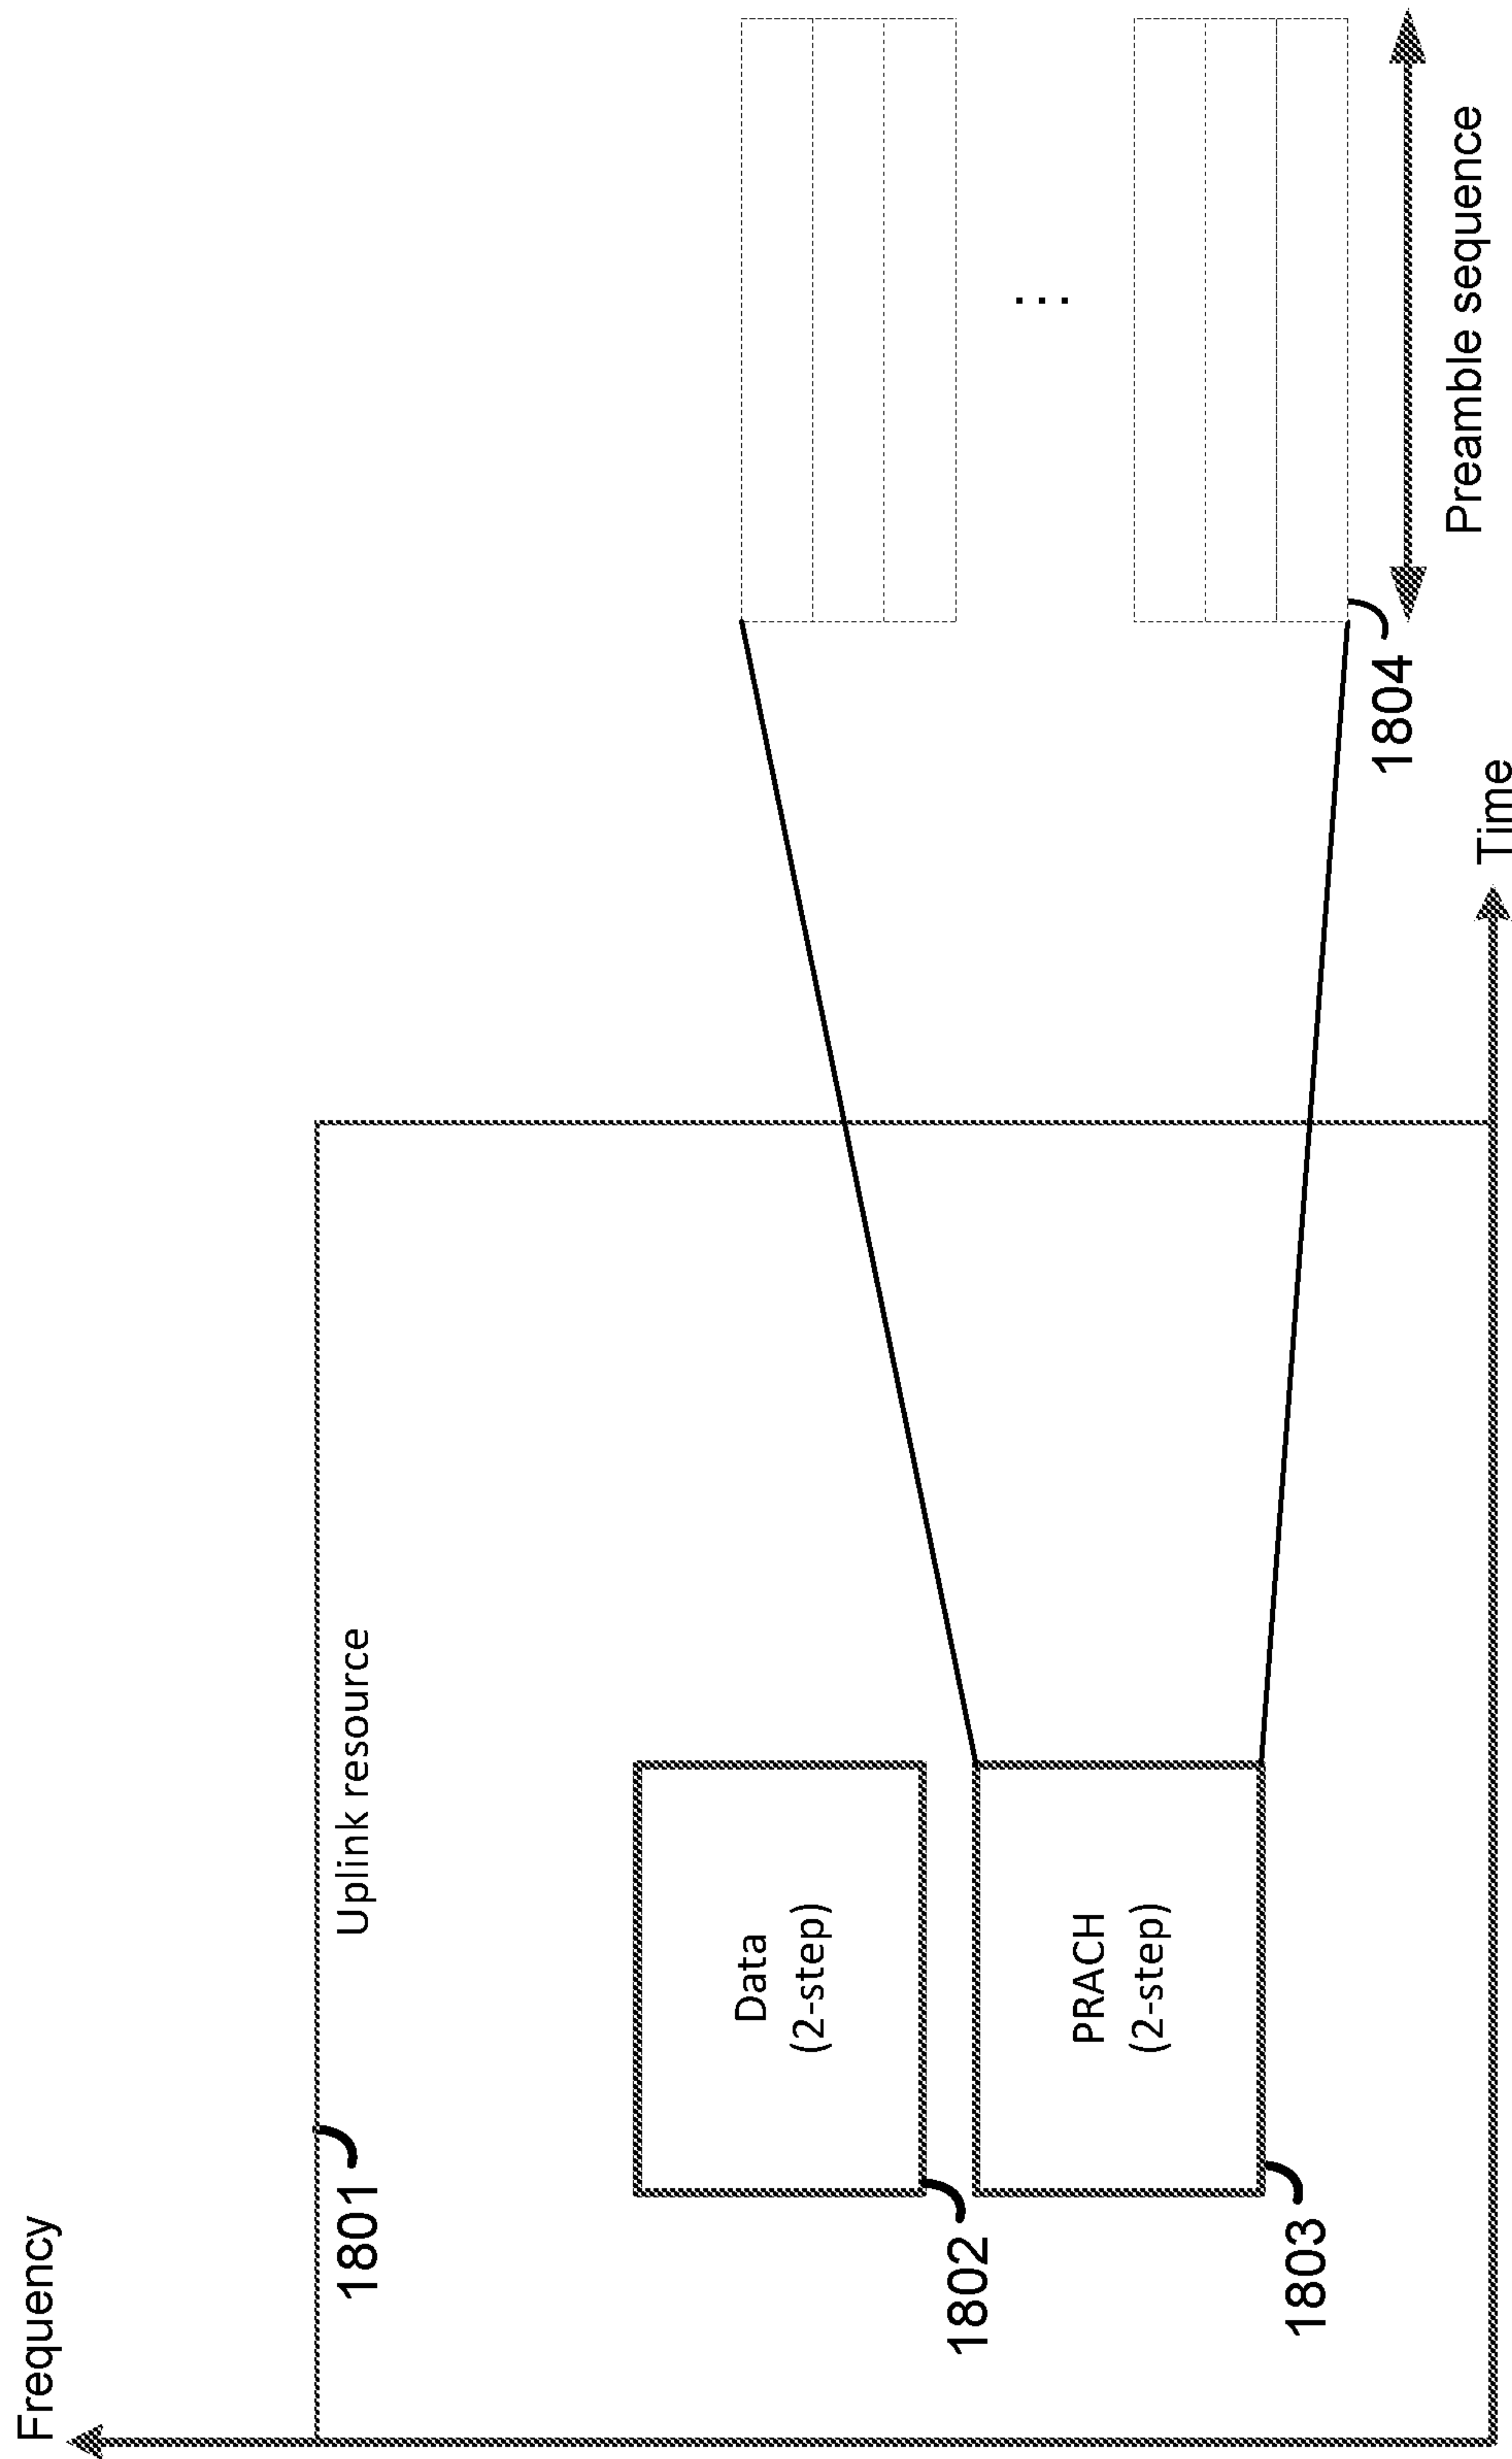 Frequency
1801
Uplink resource
Data
(2-step)
1802
PRACH
(2-step)
1803
...
1804
Preamble sequence
Time